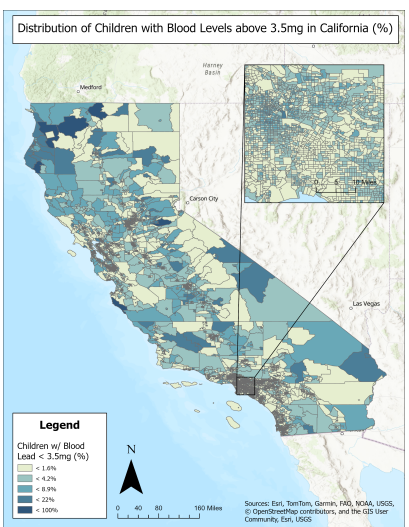 Distribution of Children with Blood Levels above 3.5mg in California (%)
Harney
Basin
Medford
10 Miles
Carson City
Las Vegas
Legend
Children w/ Blood
Lead < 3.5mg (%)
< 1.6%
< 4.2%
< 8.9%
< 22%
< 100%
N
0 40 80 160 Miles
Sources: Esri, TomTom, Garmin, FAO, NOAA, USGS,
© OpenStreetMap contributors, and the GIS User
Community, Esri, USGS